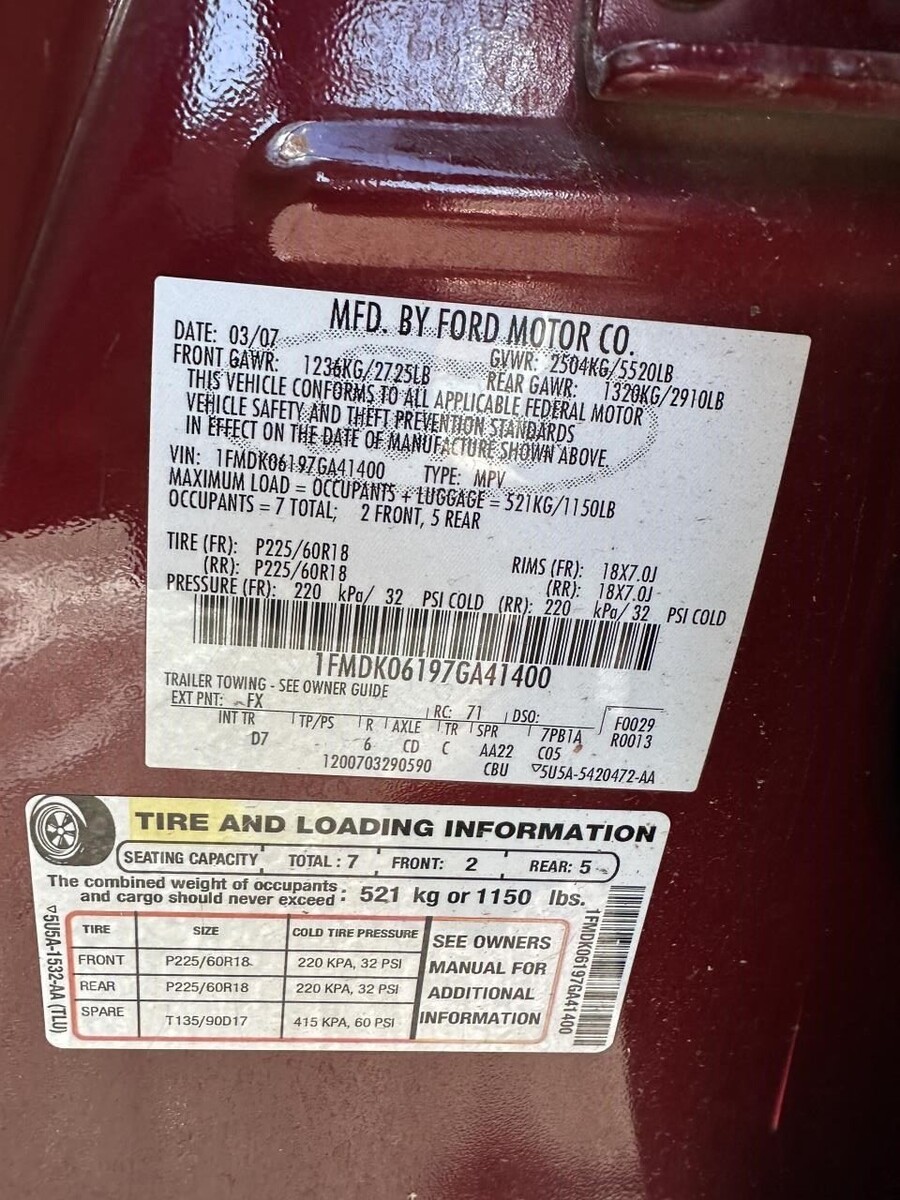 MFD. BY FORD MOTOR CO.
DATE: 03/07 GVWR: 2504KG/5520LB
FRONT GAWR: 1236KG/2725LB REAR GAWR: 1320KG/2910LB
THIS VEHICLE CONFORMS TO ALL APPLICABLE FEDERAL MOTOR
VEHICLE SAFETY AND THEFT PREVENTION STANDARDS
IN EFFECT ON THE DATE OF MANUFACTURE SHOWN ABOVE.
VIN: 1FMDK06197GA41400 TYPE: MPV
MAXIMUM LOAD = OCCUPANTS + LUGGAGE = 521KG/1150LB
OCCUPANTS = 7 TOTAL; 2 FRONT, 5 REAR
TIRE (FR): P225/60R18 RIMS (FR): 18X7.0J
(RR): P225/60R18 (RR): 18X7.0J
PRESSURE (FR): 220 kPa/ 32 PSI COLD (RR): 220 kPa/ 32 PSI COLD
1FMDK06197GA41400
TRAILER TOWING - SEE OWNER GUIDE
EXT PNT: FX RC: 71 DSO: F0029
INT TR TP/PS R AXLE TR SPR 7PB1A R0013
D7 6 CD C AA22 C05
1200703290590 CBU ▽5U5A-5420472-AA
TIRE AND LOADING INFORMATION
SEATING CAPACITY TOTAL : 7 FRONT: 2 REAR: 5
The combined weight of occupants and cargo should never exceed : 521 kg or 1150 lbs.
TIRE SIZE COLD TIRE PRESSURE
FRONT P225/60R18 220 KPA, 32 PSI
REAR P225/60R18 220 KPA, 32 PSI
SPARE T135/90D17 415 KPA, 60 PSI
SEE OWNERS
MANUAL FOR
ADDITIONAL
INFORMATION
▽5U5A-1532-AA (TLU)
1FMDK06197GA41400